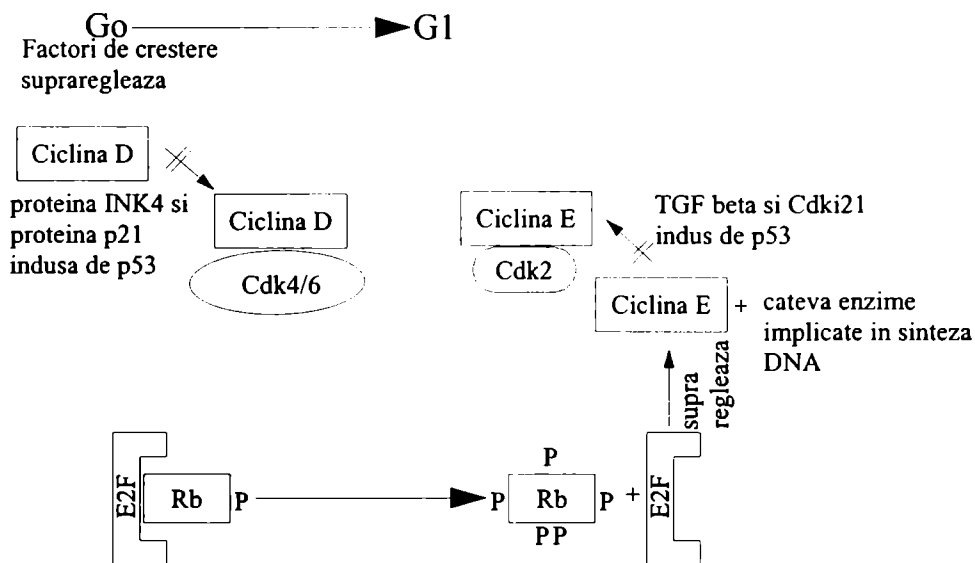 Go
G1
Factori de crestere
supraregleaza
Ciclina D
proteina INK4 si
proteina p21
indusa de p53
Ciclina D
Cdk4/6
Ciclina E
Cdk2
TGF beta si Cdki21
indus de p53
Ciclina E
+ cateva enzime
implicate in sinteza
DNA
supra
regleaza
E2F
Rb
P
P
P
Rb
P
PP
+
E2F